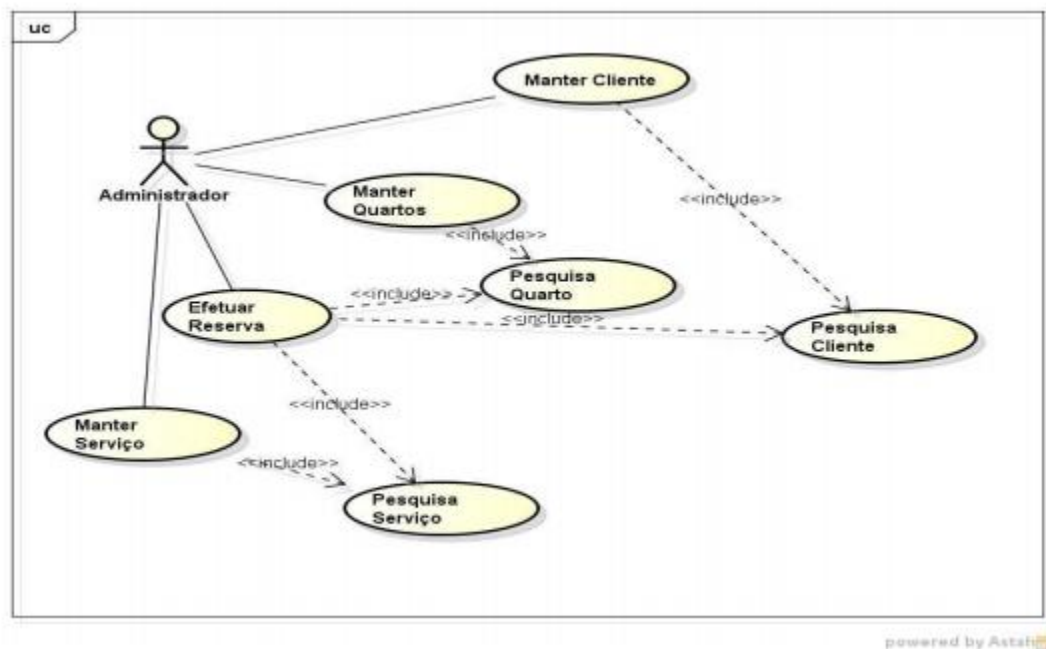 uc
Manter Cliente
Administrador
Manter
Quartos
<<include>>
<<include>>
Pesquisa
Quarto
<<include>>
Efetuar
Reserva
<<include>>
Pesquisa
Cliente
<<include>>
Manter
Serviço
<<include>>
Pesquisa
Serviço
powered by Astah